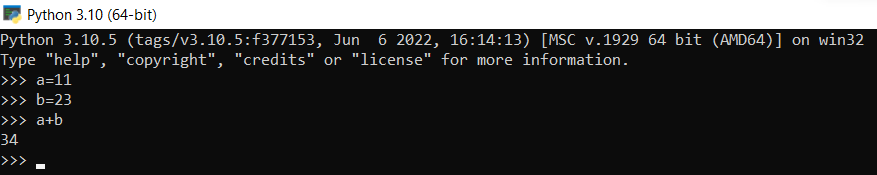 Python 3.10 (64-bit)
Python 3.10.5 (tags/v3.10.5:f377153, Jun  6 2022, 16:14:13) [MSC v.1929 64 bit (AMD64)] on win32
Type "help", "copyright", "credits" or "license" for more information.
>>> a=11
>>> b=23
>>> a+b
34
>>>